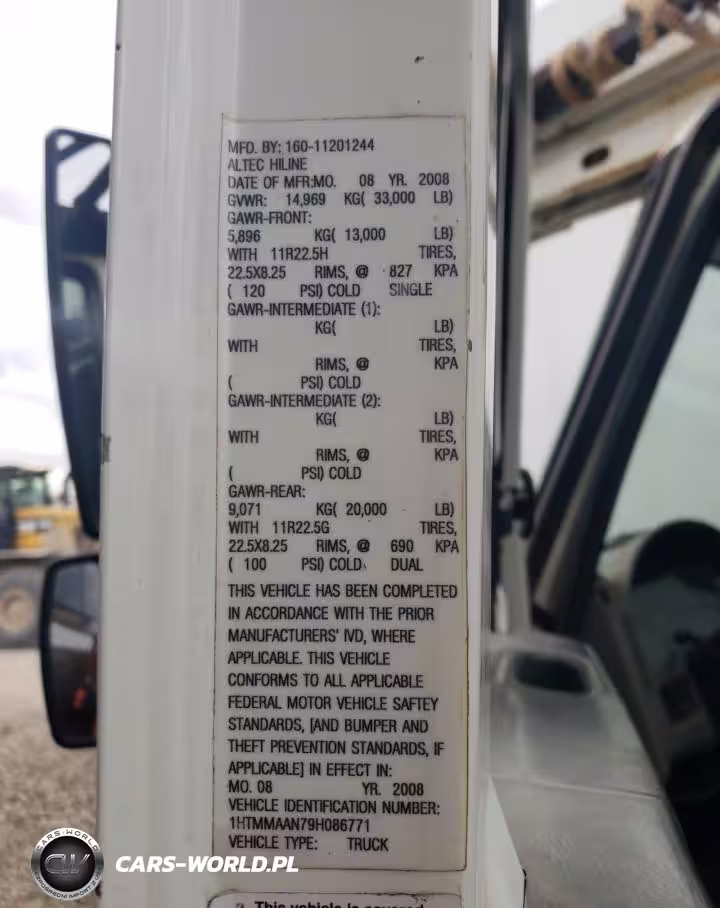 MFD. BY: 160-11201244
ALTEC HILINE
DATE OF MFR:MO. 08 YR. 2008
GVWR: 14,969 KG( 33,000 LB)
GAWR-FRONT:
5,896 KG( 13,000 LB)
WITH 11R22.5H TIRES,
22.5X8.25 RIMS, @ 827 KPA
( 120 PSI) COLD SINGLE
GAWR-INTERMEDIATE (1):
KG( LB)
WITH TIRES,
RIMS, @ KPA
( PSI) COLD
GAWR-INTERMEDIATE (2):
KG( LB)
WITH TIRES,
RIMS, @ KPA
( PSI) COLD
GAWR-REAR:
9,071 KG( 20,000 LB)
WITH 11R22.5G TIRES,
22.5X8.25 RIMS, @ 690 KPA
( 100 PSI) COLD DUAL
THIS VEHICLE HAS BEEN COMPLETED
IN ACCORDANCE WITH THE PRIOR
MANUFACTURERS' IVD, WHERE
APPLICABLE. THIS VEHICLE
CONFORMS TO ALL APPLICABLE
FEDERAL MOTOR VEHICLE SAFTEY
STANDARDS, [AND BUMPER AND
THEFT PREVENTION STANDARDS, IF
APPLICABLE] IN EFFECT IN:
MO. 08 YR. 2008
VEHICLE IDENTIFICATION NUMBER:
1HTMMAAN79H086771
VEHICLE TYPE: TRUCK
This vehicle is covered
CARS-WORLD
CW
CARS-WORLD.PL